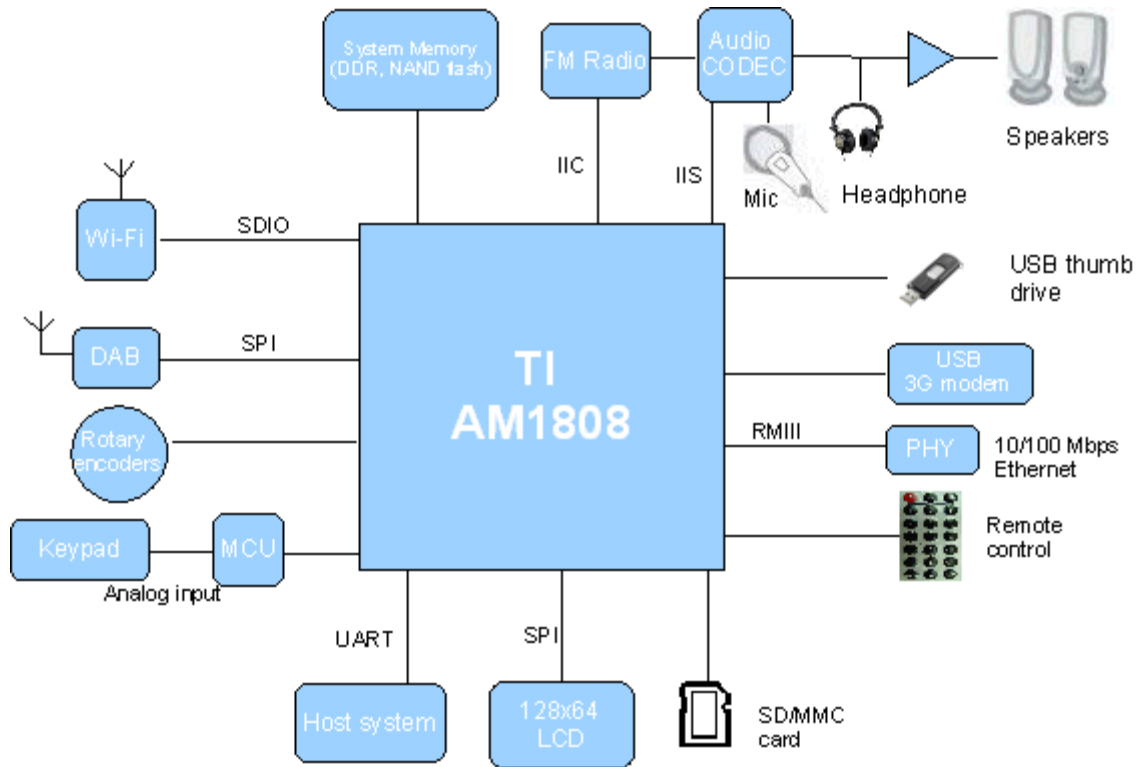 System Memory
(DDR, NAND flash)
FM Radio
Audio
CODEC
Speakers
IIC
IIS
Mic
Headphone
Wi-Fi
SDIO
USB thumb
drive
DAB
SPI
TI
AM1808
USB
3G modem
Rotary
encoders
RMIII
PHY
10/100 Mbps
Ethernet
Keypad
MCU
Analog input
Remote
control
UART
SPI
Host system
128x64
LCD
SD/MMC
card